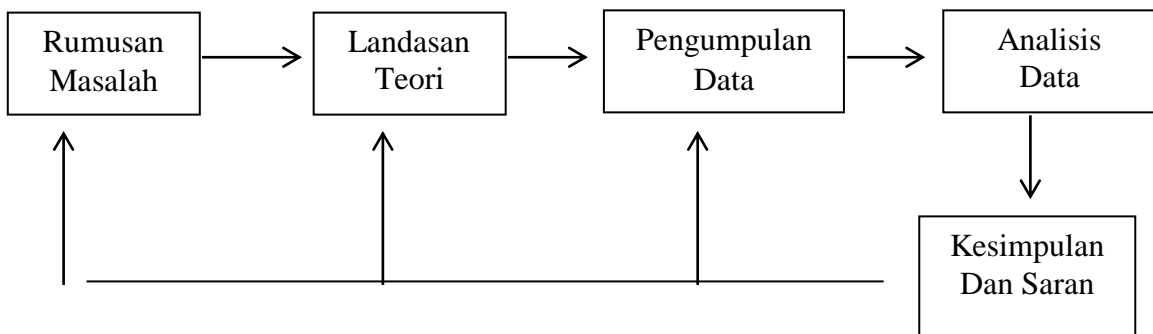 Rumusan
Masalah
Landasan
Teori
Pengumpulan
Data
Analisis
Data
Kesimpulan
Dan Saran